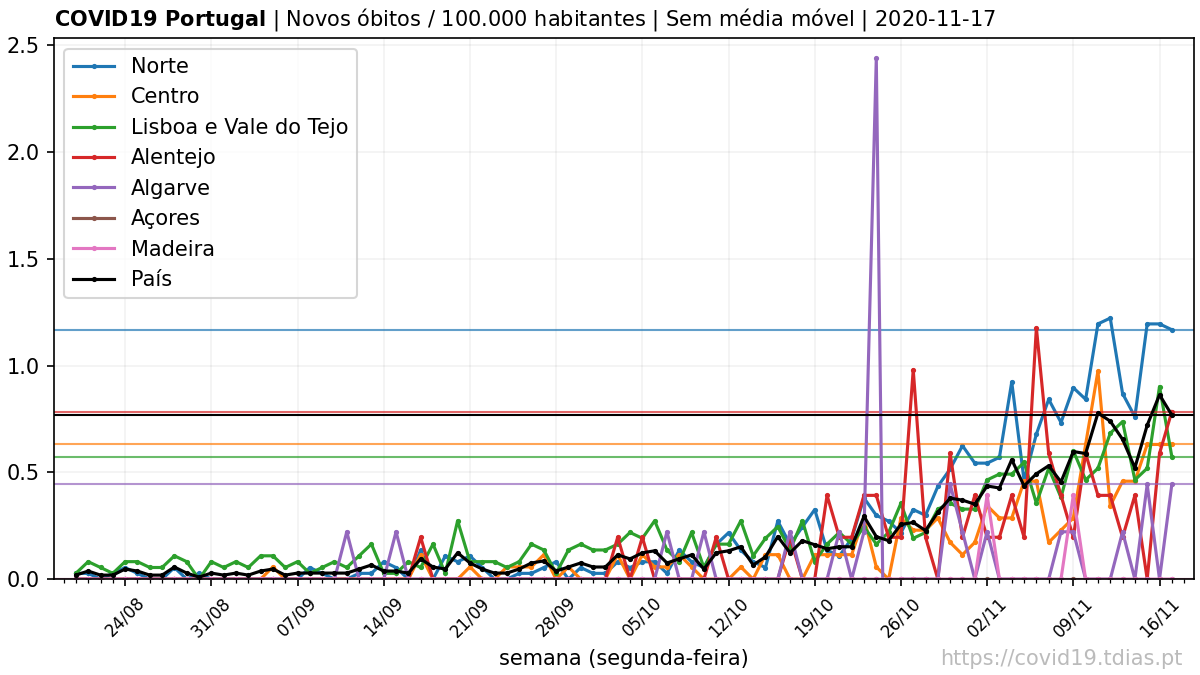 COVID19 Portugal | Novos óbitos / 100.000 habitantes | Sem média móvel | 2020-11-17
2.5
2.0
1.5
1.0
0.5
0.0
Norte
Centro
Lisboa e Vale do Tejo
Alentejo
Algarve
Açores
Madeira
País
24/08
31/08
07/09
14/09
21/09
28/09
05/10
12/10
19/10
26/10
02/11
09/11
16/11
semana (segunda-feira)
https://covid19.tdias.pt